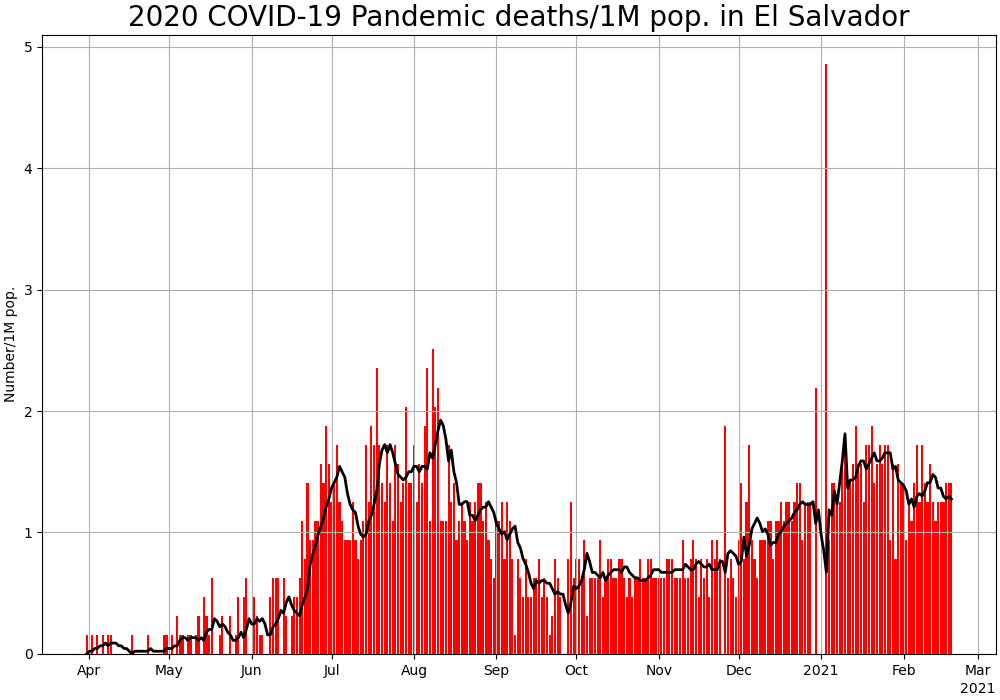 2020 COVID-19 Pandemic deaths/1M pop. in El Salvador
Number/1M pop.
5
4
3
2
1
0
Apr May Jun Jul Aug Sep Oct Nov Dec 2021 Feb Mar
2021